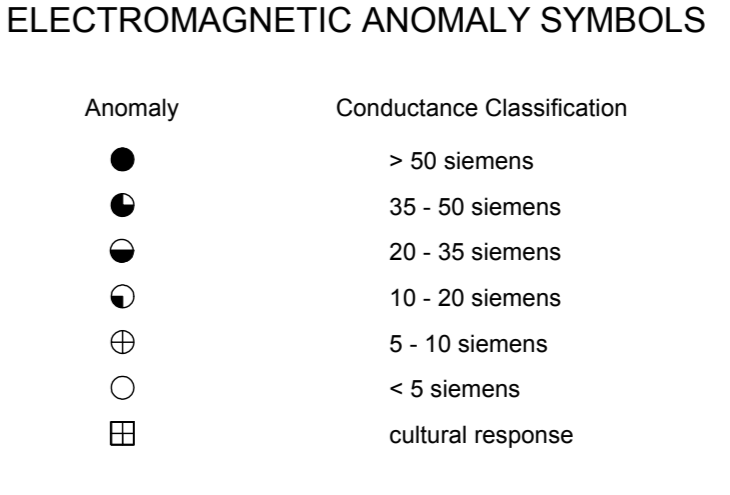 ELECTROMAGNETIC ANOMALY SYMBOLS
Anomaly Conductance Classification
> 50 siemens
35 - 50 siemens
20 - 35 siemens
10 - 20 siemens
5 - 10 siemens
< 5 siemens
cultural response